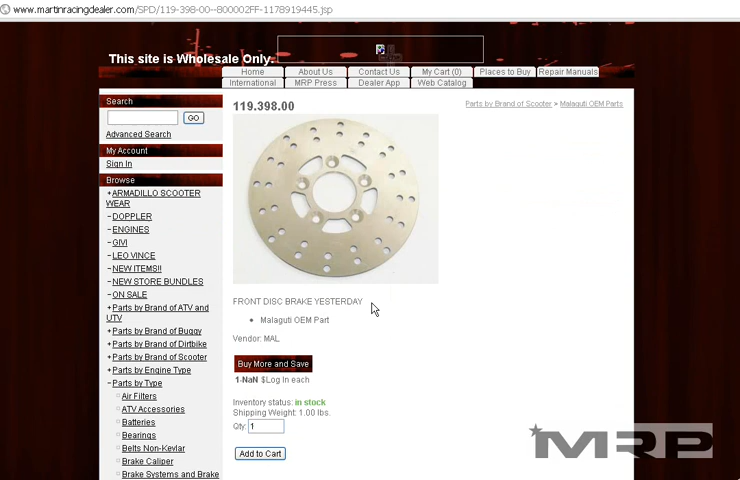 www.martinracingdealer.com/SPD/119-398-00--800002FF-1178919445.jsp
This site is Wholesale Only.
Home About Us Contact Us My Cart (0) Places to Buy Repair Manuals
International MRP Press Dealer App Web Catalog
Search
GO
Advanced Search
My Account
Sign In
Browse
+ARMADILLO SCOOTER
WEAR
–DOPPLER
–ENGINES
–GIVI
–LEO VINCE
–NEW ITEMS!!
–NEW STORE BUNDLES
–ON SALE
+Parts by Brand of ATV and
UTV
+Parts by Brand of Buggy
+Parts by Brand of Dirtbike
+Parts by Brand of Scooter
+Parts by Engine Type
–Parts by Type
Air Filters
ATV Accessories
Batteries
Bearings
Belts Non-Kevlar
Brake Caliper
Brake Systems and Brake
119.398.00
Parts by Brand of Scooter > Malaguti OEM Parts
FRONT DISC BRAKE YESTERDAY
• Malaguti OEM Part
Vendor: MAL
Buy More and Save
1-NaN $Log In each
Inventory status: in stock
Shipping Weight: 1.00 lbs.
Qty: 1
Add to Cart
MRP